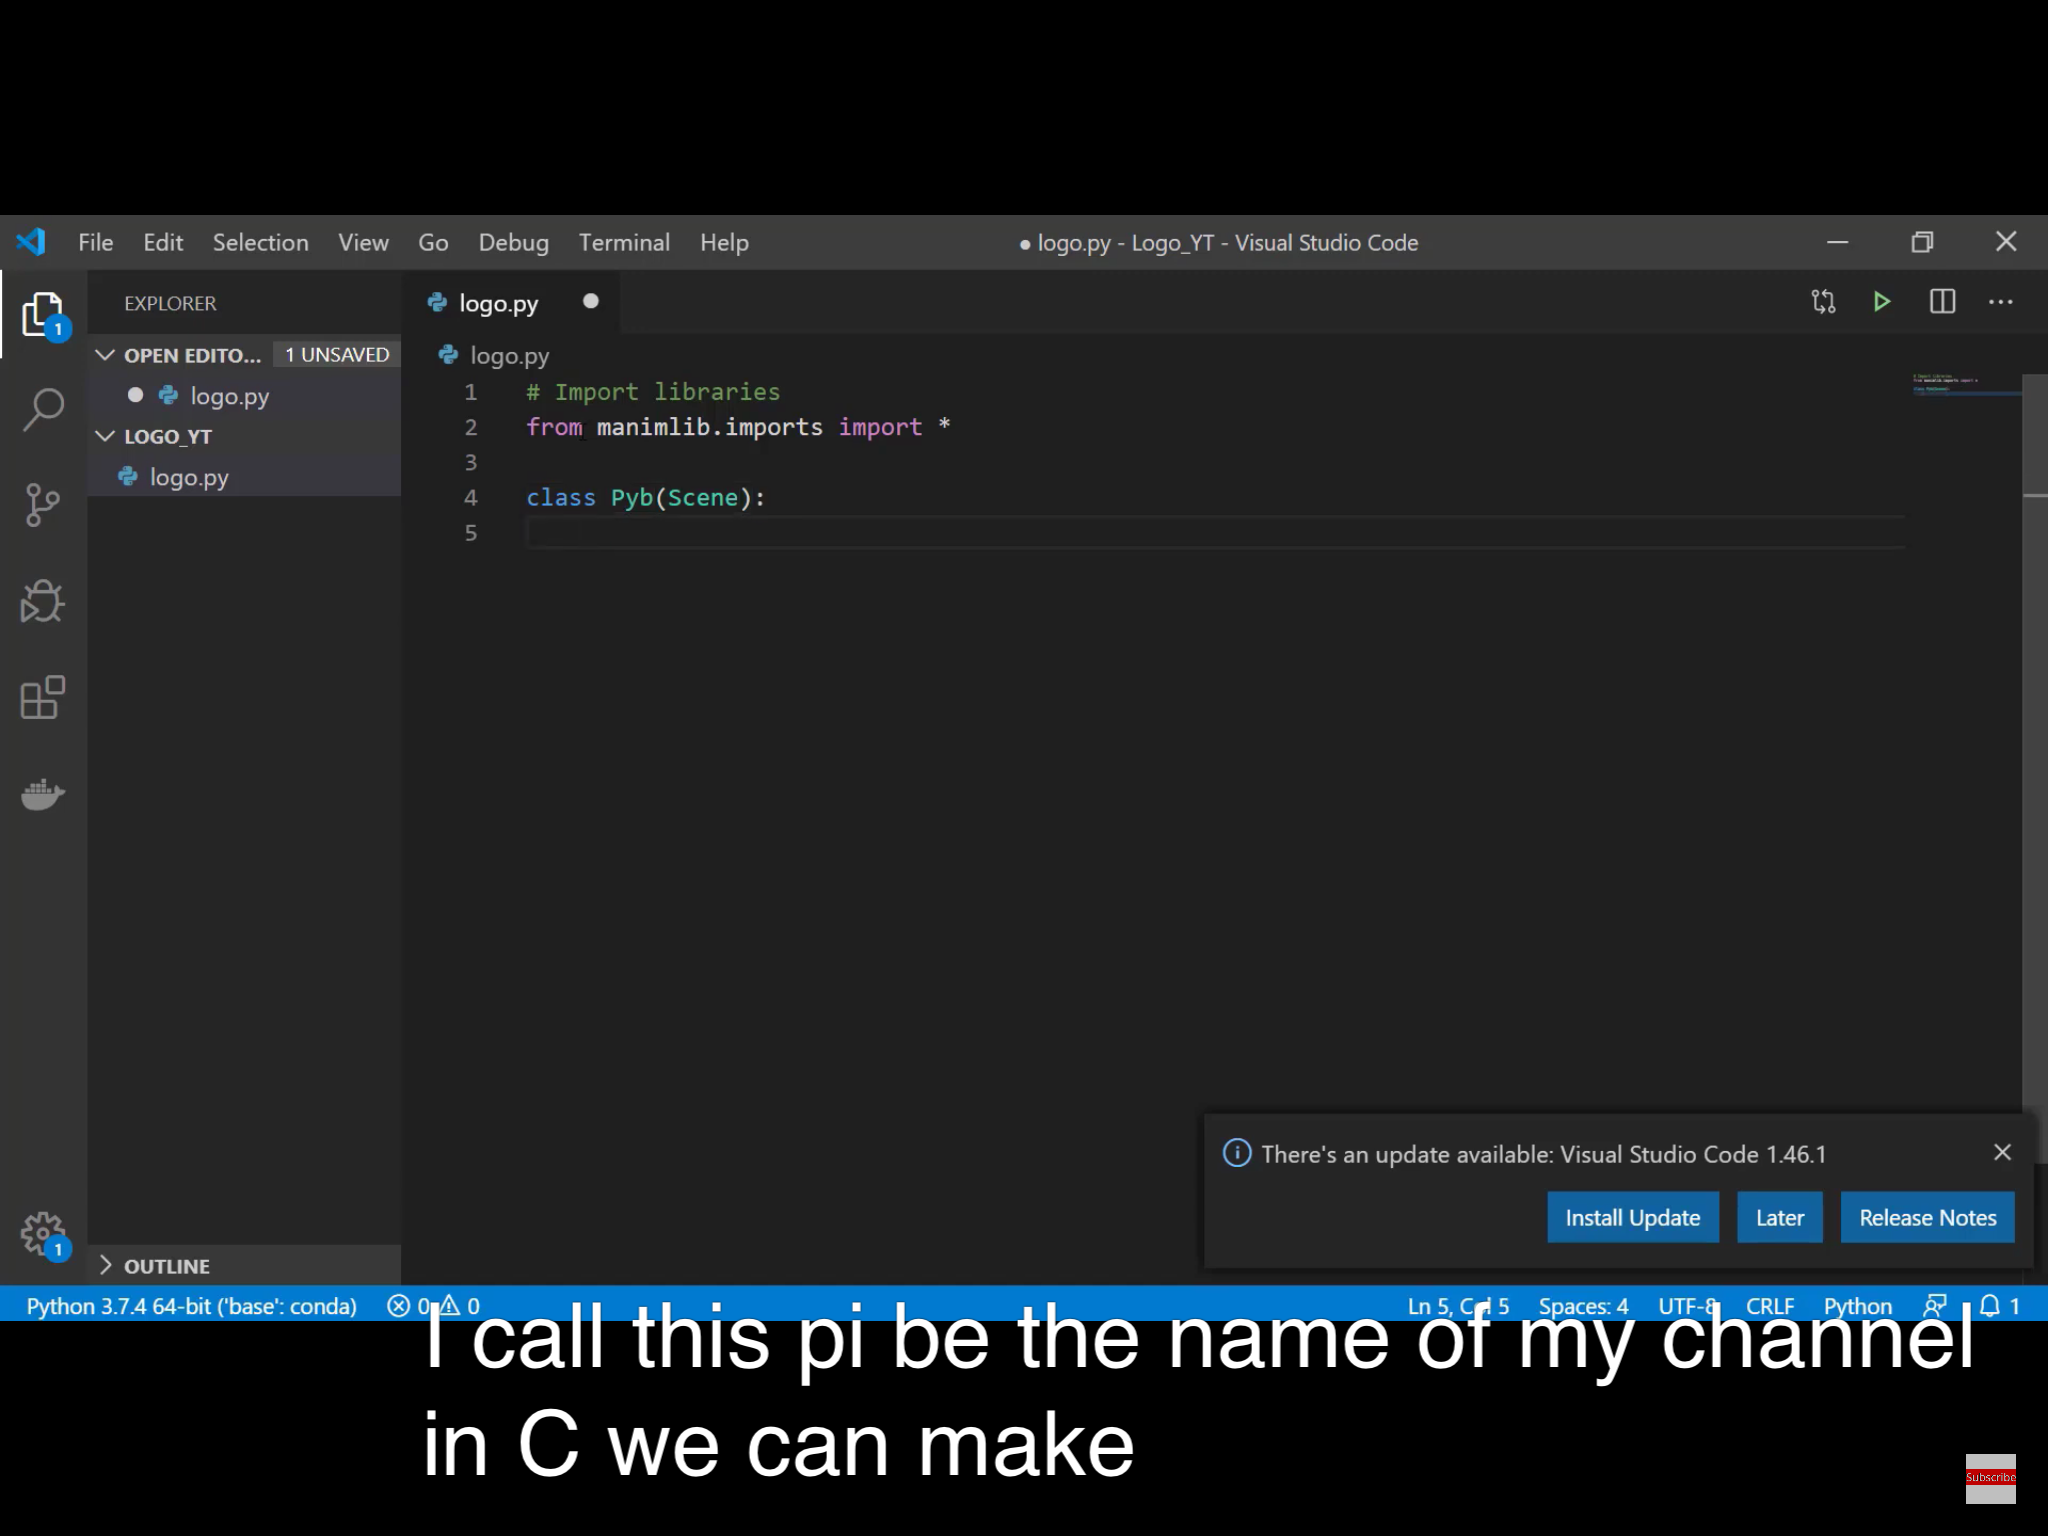 File Edit Selection View Go Debug Terminal Help
● logo.py - Logo_YT - Visual Studio Code
EXPLORER
OPEN EDITO... 1 UNSAVED
logo.py
LOGO_YT
logo.py
OUTLINE
logo.py
logo.py
1 # Import libraries
2 from manimlib.imports import *
3
4 class Pyb(Scene):
5
There's an update available: Visual Studio Code 1.46.1
Install Update Later Release Notes
1
1
Python 3.7.4 64-bit ('base': conda) 0 0
Ln 5, Col 5 Spaces: 4 UTF-8 CRLF Python 1
I call this pi be the name of my channel
in C we can make
Subscribe